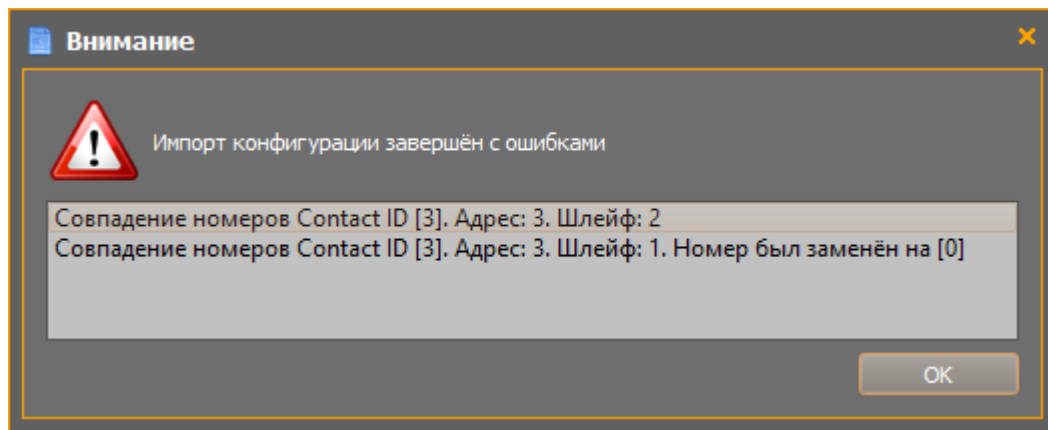 Внимание
Импорт конфигурации завершён с ошибками
Совпадение номеров Contact ID [3]. Адрес: 3. Шлейф: 2
Совпадение номеров Contact ID [3]. Адрес: 3. Шлейф: 1. Номер был заменён на [0]
OK